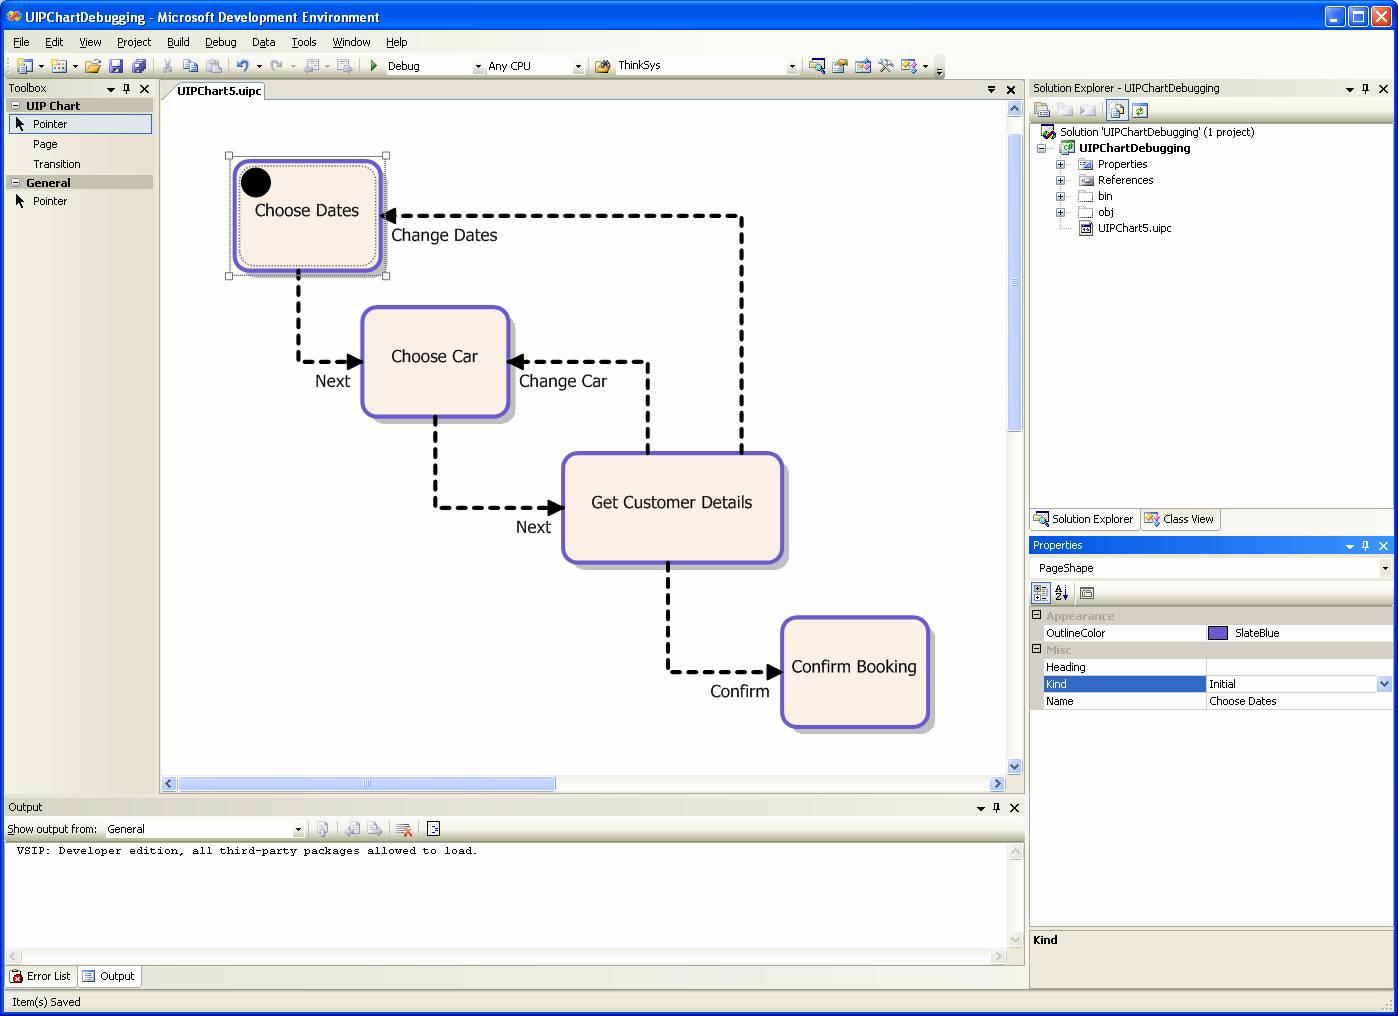 UIPChartDebugging - Microsoft Development Environment
File Edit View Project Build Debug Data Tools Window Help
Debug Any CPU ThinkSys
Toolbox
UIP Chart
Pointer
Page
Transition
General
Pointer
UIPChart5.uipc
Choose Dates
Change Dates
Choose Car
Next
Change Car
Get Customer Details
Next
Confirm Booking
Confirm
Solution Explorer - UIPChartDebugging
Solution 'UIPChartDebugging' (1 project)
UIPChartDebugging
Properties
References
bin
obj
UIPChart5.uipc
Solution Explorer Class View
Properties
PageShape
Appearance
OutlineColor SlateBlue
Misc
Heading
Kind Initial
Name Choose Dates
Kind
Output
Show output from: General
VSIP: Developer edition, all third-party packages allowed to load.
Error List Output
Item(s) Saved